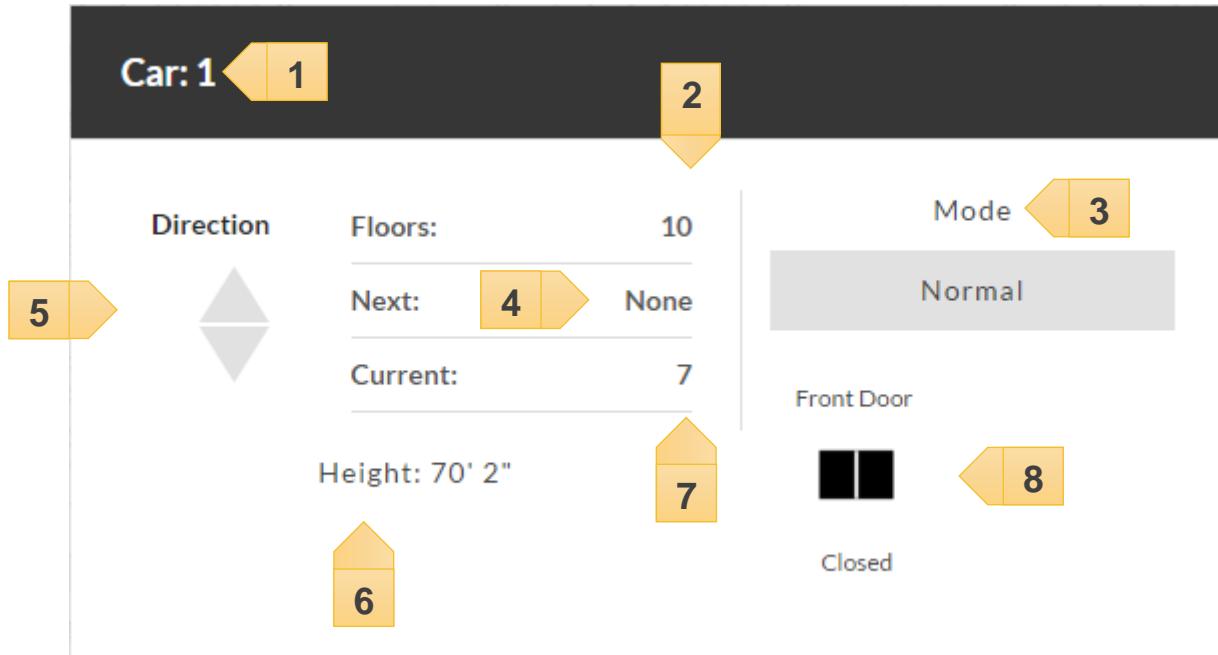 Car: 1
1
2
Direction
Floors: 10
Mode
3
5
Next:
4
None
Normal
Current: 7
Front Door
Height: 70' 2"
7
8
6
Closed